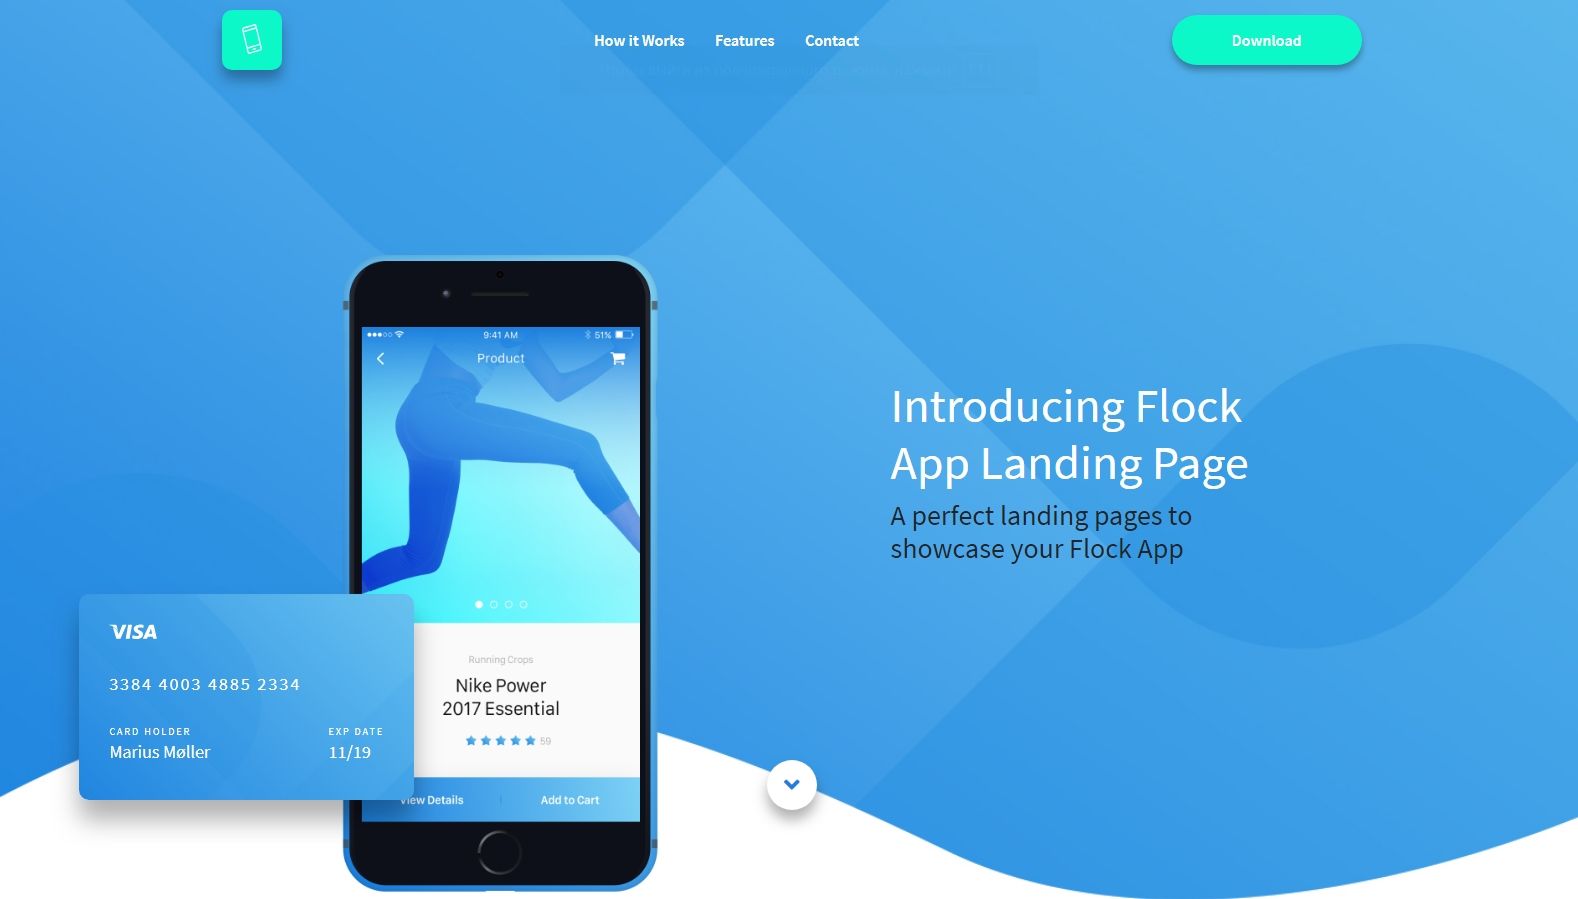 How it Works
Features
Contact
Download
9:41 AM
51%
Product
Introducing Flock
App Landing Page
A perfect landing pages to
showcase your Flock App
VISA
3384 4003 4885 2334
CARD HOLDER
EXP DATE
Marius Møller
11/19
Running Crops
Nike Power
2017 Essential
59
View Details
Add to Cart